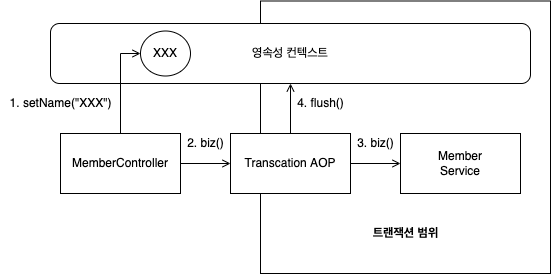 XXX
영속성 컨텍스트
1. setName("XXX")
4. flush()
MemberController
2. biz()
Transcation AOP
3. biz()
Member
Service
트랜잭션 범위